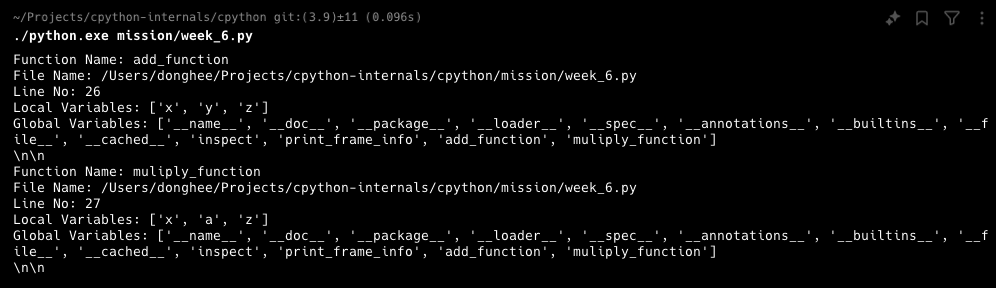 ~/Projects/cpython-internals/cpython git:(3.9)±11 (0.096s)
./python.exe mission/week_6.py
Function Name: add_function
File Name: /Users/donghee/Projects/cpython-internals/cpython/mission/week_6.py
Line No: 26
Local Variables: ['x', 'y', 'z']
Global Variables: ['__name__', '__doc__', '__package__', '__loader__', '__spec__', '__annotations__', '__builtins__', '__f
ile__', '__cached__', 'inspect', 'print_frame_info', 'add_function', 'muliply_function']
\n\n
Function Name: muliply_function
File Name: /Users/donghee/Projects/cpython-internals/cpython/mission/week_6.py
Line No: 27
Local Variables: ['x', 'a', 'z']
Global Variables: ['__name__', '__doc__', '__package__', '__loader__', '__spec__', '__annotations__', '__builtins__', '__f
ile__', '__cached__', 'inspect', 'print_frame_info', 'add_function', 'muliply_function']
\n\n